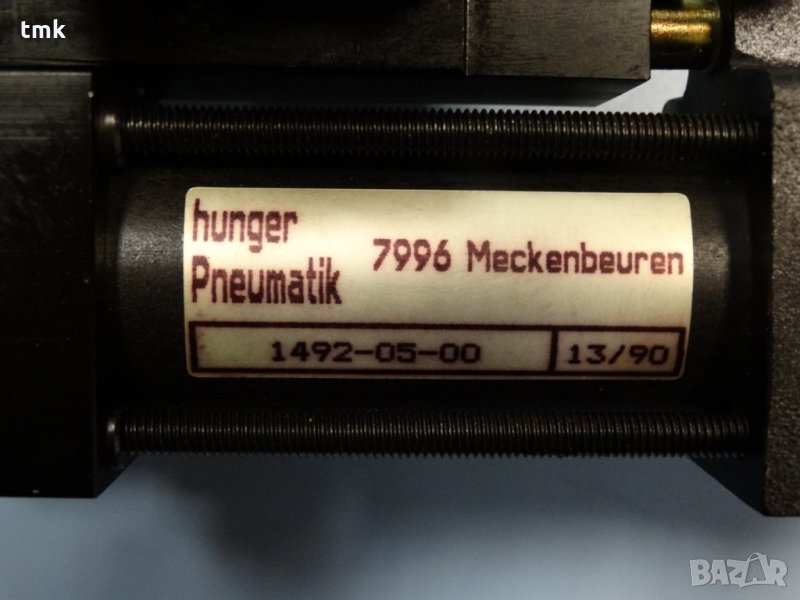 tmk
hunger
Pneumatik
7996 Meckenbeuren
1492-05-00
13/90
BAZAR